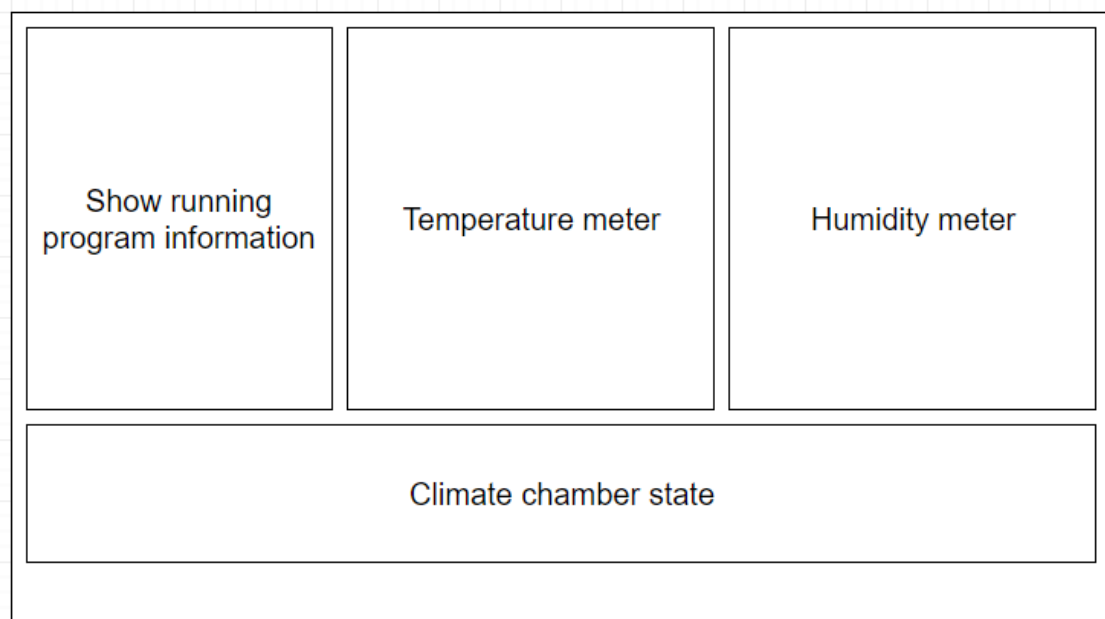 Show running
program information
Temperature meter
Humidity meter
Climate chamber state